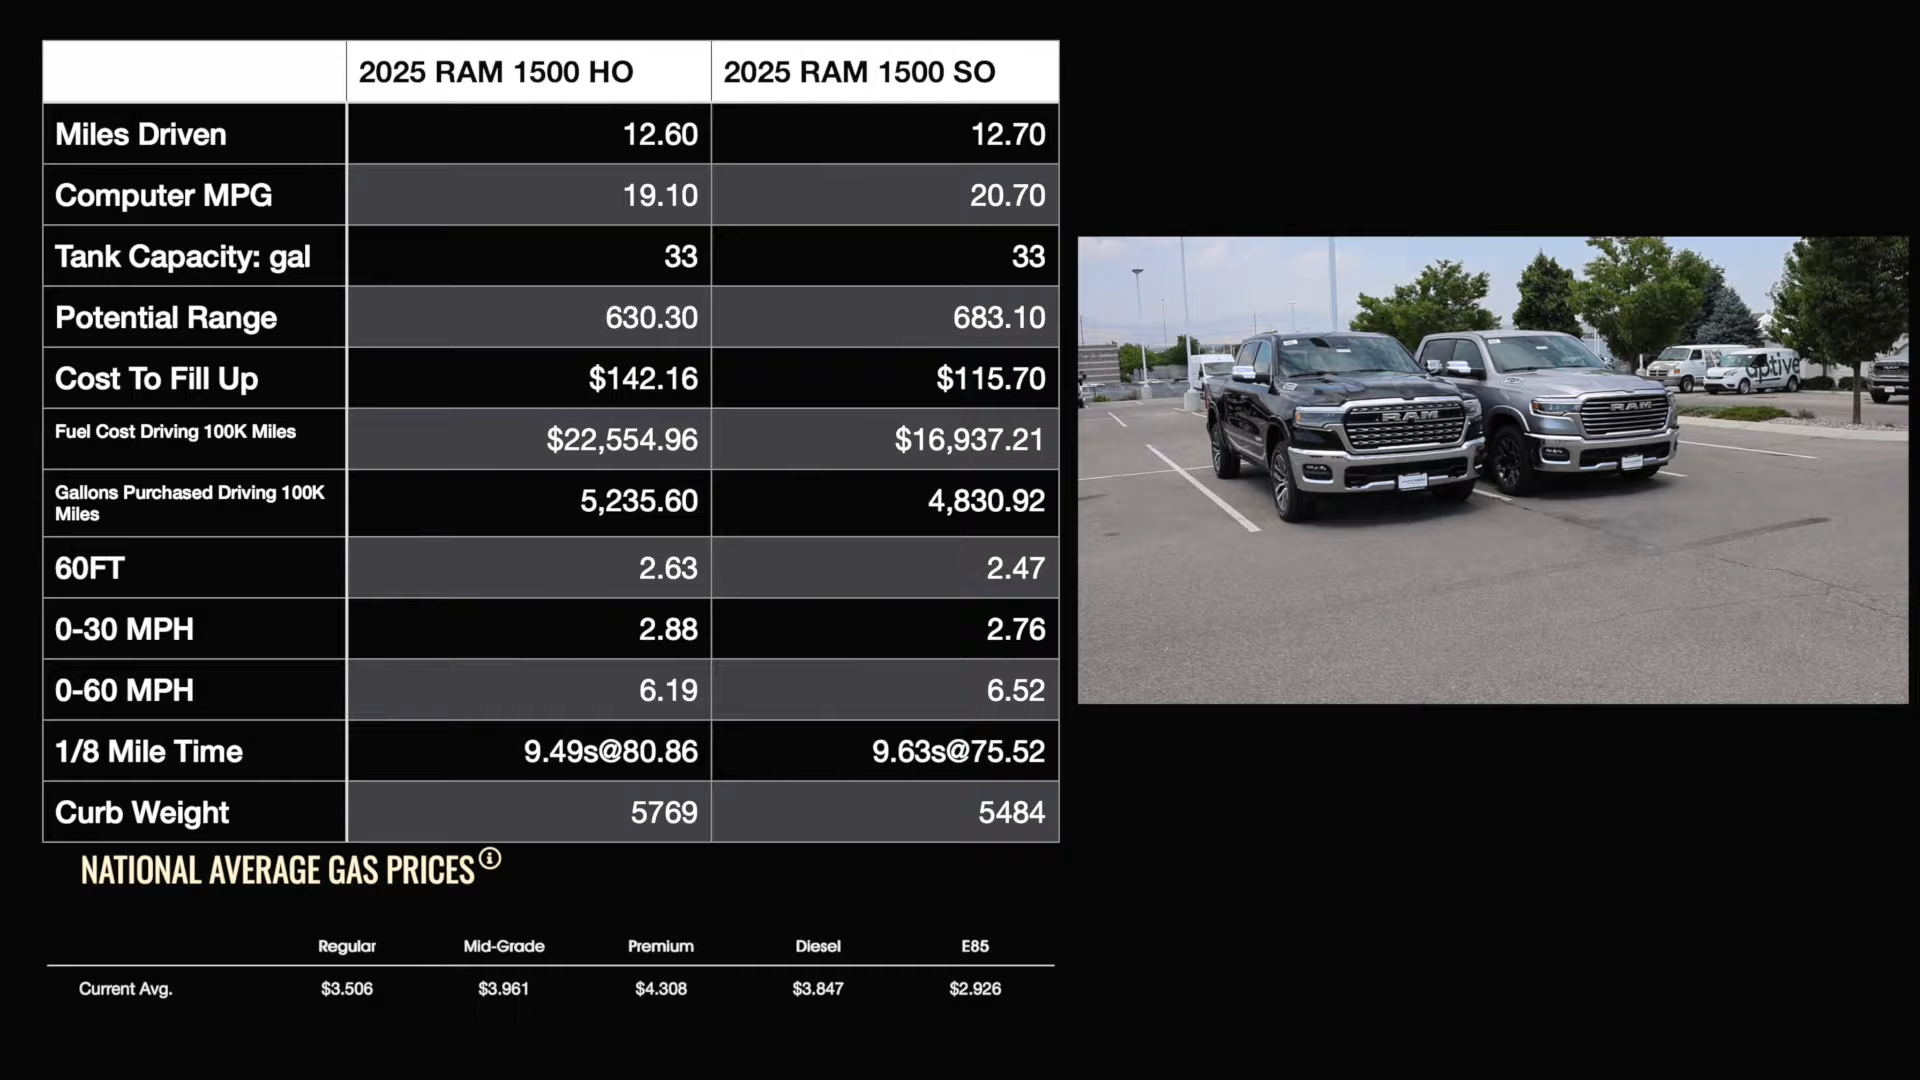 2025 RAM 1500 HO 2025 RAM 1500 SO
Miles Driven 12.60 12.70
Computer MPG 19.10 20.70
Tank Capacity: gal 33 33
Potential Range 630.30 683.10
Cost To Fill Up $142.16 $115.70
Fuel Cost Driving 100K Miles $22,554.96 $16,937.21
Gallons Purchased Driving 100K
Miles 5,235.60 4,830.92
60FT 2.63 2.47
0-30 MPH 2.88 2.76
0-60 MPH 6.19 6.52
1/8 Mile Time 9.49s@80.86 9.63s@75.52
Curb Weight 5769 5484
NATIONAL AVERAGE GAS PRICES
Regular Mid-Grade Premium Diesel E85
Current Avg. $3.506 $3.961 $4.308 $3.847 $2.926
RAM
RAM
aptive